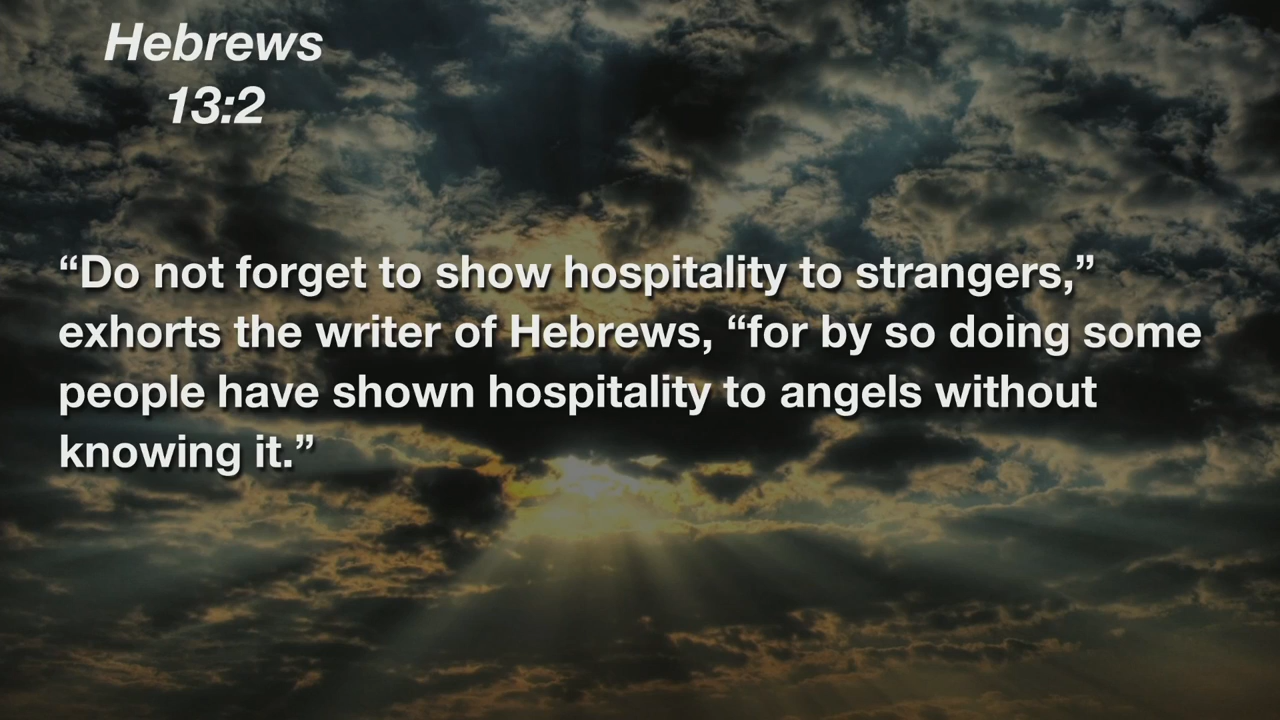 Hebrews
13:2
“Do not forget to show hospitality to strangers,”
exhorts the writer of Hebrews, “for by so doing some
people have shown hospitality to angels without
knowing it.”